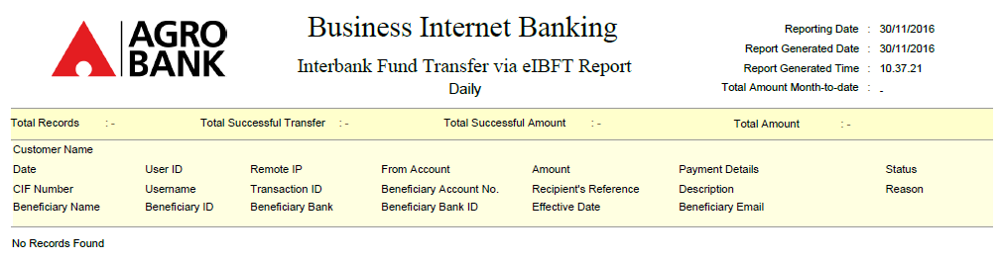 AGRO
BANK
Business Internet Banking
Interbank Fund Transfer via eIBFT Report
Daily
Reporting Date : 30/11/2016
Report Generated Date : 30/11/2016
Report Generated Time : 10.37.21
Total Amount Month-to-date : -
Total Records : - Total Successful Transfer : - Total Successful Amount : - Total Amount : -
Customer Name
Date User ID Remote IP From Account Amount Payment Details Status
CIF Number Username Transaction ID Beneficiary Account No. Recipient's Reference Description Reason
Beneficiary Name Beneficiary ID Beneficiary Bank Beneficiary Bank ID Effective Date Beneficiary Email
No Records Found